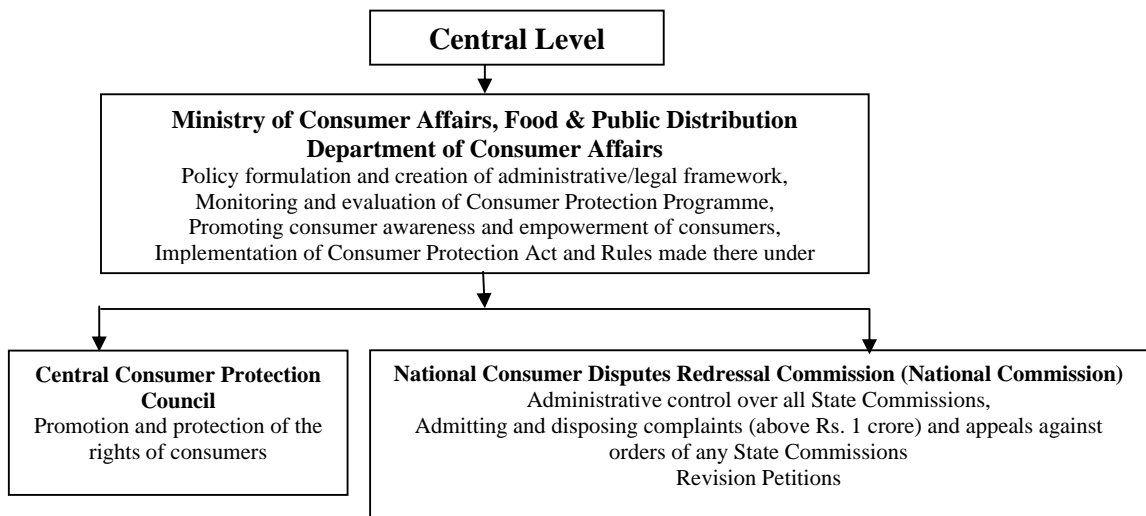 Central Level
Ministry of Consumer Affairs, Food & Public Distribution
Department of Consumer Affairs
Policy formulation and creation of administrative/legal framework,
Monitoring and evaluation of Consumer Protection Programme,
Promoting consumer awareness and empowerment of consumers,
Implementation of Consumer Protection Act and Rules made there under
Central Consumer Protection
Council
Promotion and protection of the
rights of consumers
National Consumer Disputes Redressal Commission (National Commission)
Administrative control over all State Commissions,
Admitting and disposing complaints (above Rs. 1 crore) and appeals against
orders of any State Commissions
Revision Petitions